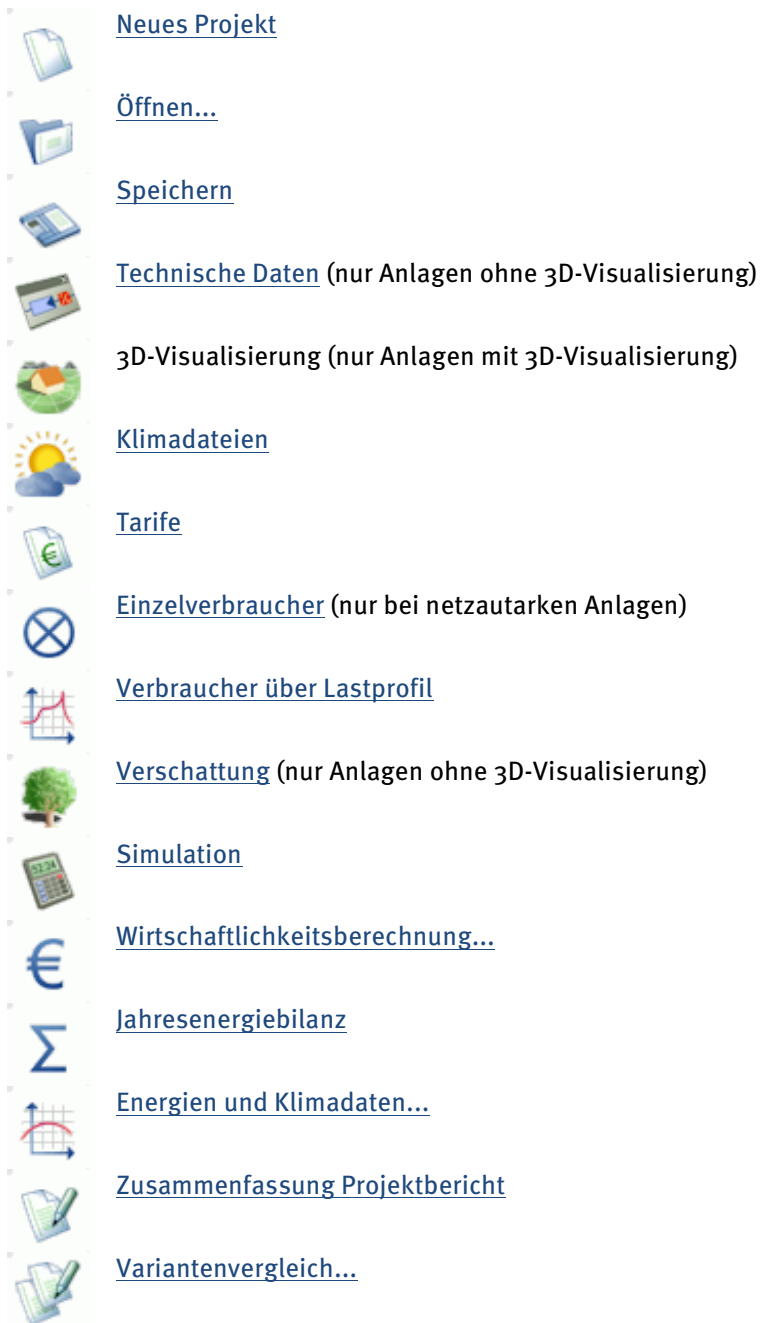 Neues Projekt
Öffnen...
Speichern
Technische Daten (nur Anlagen ohne 3D-Visualisierung)
3D-Visualisierung (nur Anlagen mit 3D-Visualisierung)
Klimadateien
Tarife
Einzelverbraucher (nur bei netzautarken Anlagen)
Verbraucher über Lastprofil
Verschattung (nur Anlagen ohne 3D-Visualisierung)
Simulation
Wirtschaftlichkeitsberechnung...
Jahresenergiebilanz
Energien und Klimadaten...
Zusammenfassung Projektbericht
Variantenvergleich...